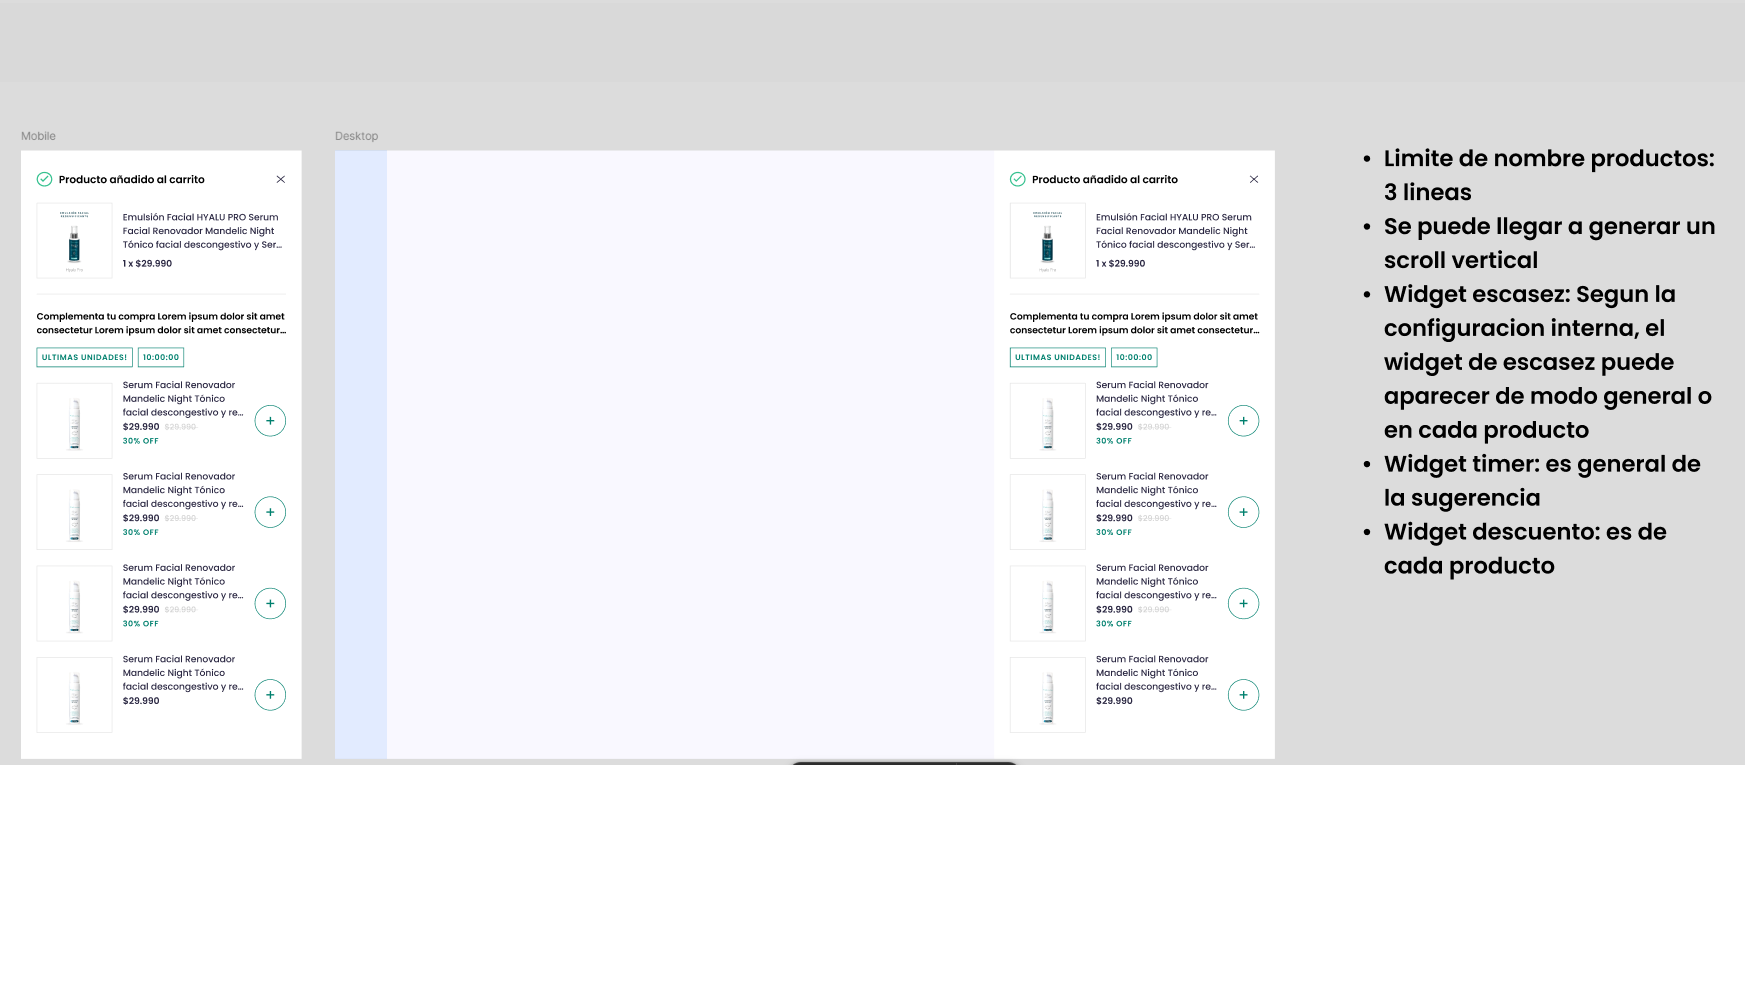 Mobile
Producto añadido al carrito
EMULSIÓN FACIAL
Emulsión Facial HYALU PRO Serum
Facial Renovador Mandelic Night
Tónico facial descongestivo y Ser...
Hyalu Pro
1 x $29.990
Complementa tu compra Lorem ipsum dolor sit amet
consectetur Lorem ipsum dolor sit amet consectetur...
ULTIMAS UNIDADES!
10:00:00
Serum Facial Renovador
Mandelic Night Tónico
facial descongestivo y re...
$29.990 $29.990
30% OFF
Serum Facial Renovador
Mandelic Night Tónico
facial descongestivo y re...
$29.990 $29.990
30% OFF
Serum Facial Renovador
Mandelic Night Tónico
facial descongestivo y re...
$29.990 $29.990
30% OFF
Serum Facial Renovador
Mandelic Night Tónico
facial descongestivo y re...
$29.990
Desktop
Producto añadido al carrito
EMULSIÓN FACIAL
Emulsión Facial HYALU PRO Serum
Facial Renovador Mandelic Night
Tónico facial descongestivo y Ser...
Hyalu Pro
1 x $29.990
Complementa tu compra Lorem ipsum dolor sit amet
consectetur Lorem ipsum dolor sit amet consectetur...
ULTIMAS UNIDADES!
10:00:00
Serum Facial Renovador
Mandelic Night Tónico
facial descongestivo y re...
$29.990 $29.990
30% OFF
Serum Facial Renovador
Mandelic Night Tónico
facial descongestivo y re...
$29.990 $29.990
30% OFF
Serum Facial Renovador
Mandelic Night Tónico
facial descongestivo y re...
$29.990 $29.990
30% OFF
Serum Facial Renovador
Mandelic Night Tónico
facial descongestivo y re...
$29.990
• Limite de nombre productos:
3 lineas
• Se puede llegar a generar un
scroll vertical
• Widget escasez: Segun la
configuracion interna, el
widget de escasez puede
aparecer de modo general o
en cada producto
• Widget timer: es general de
la sugerencia
• Widget descuento: es de
cada producto